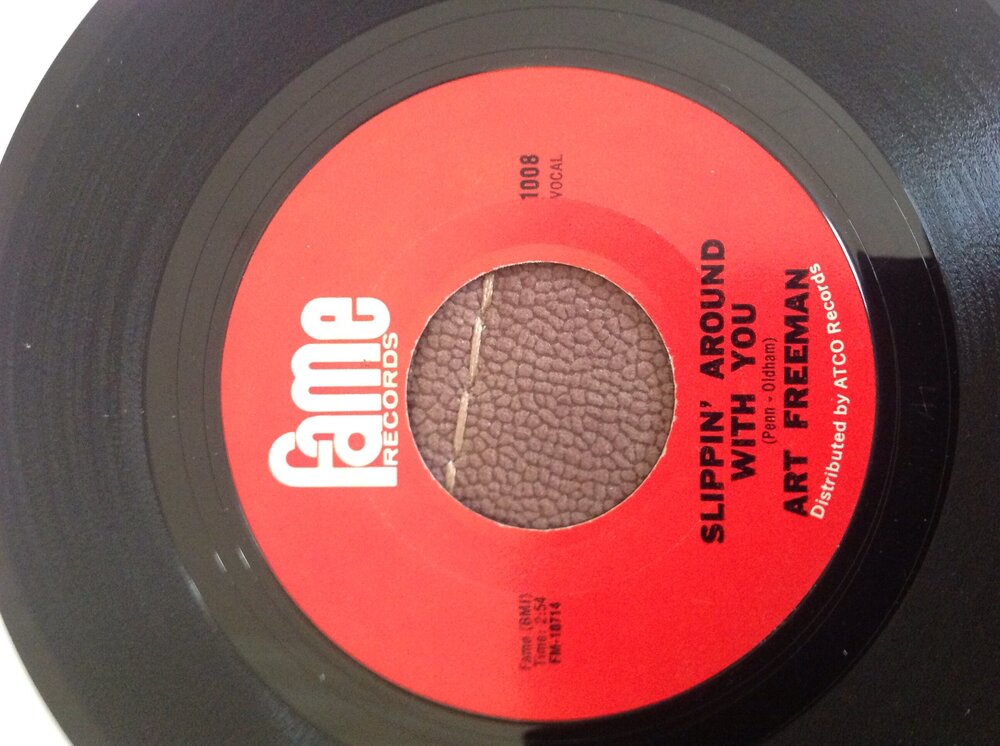 fame
RECORDS
Fame (BMI)
Time: 2:54
FM-18714
1008
VOCAL
SLIPPIN' AROUND
WITH YOU
(Penn - Oldham)
ART FREEMAN
Distributed by ATCO Records